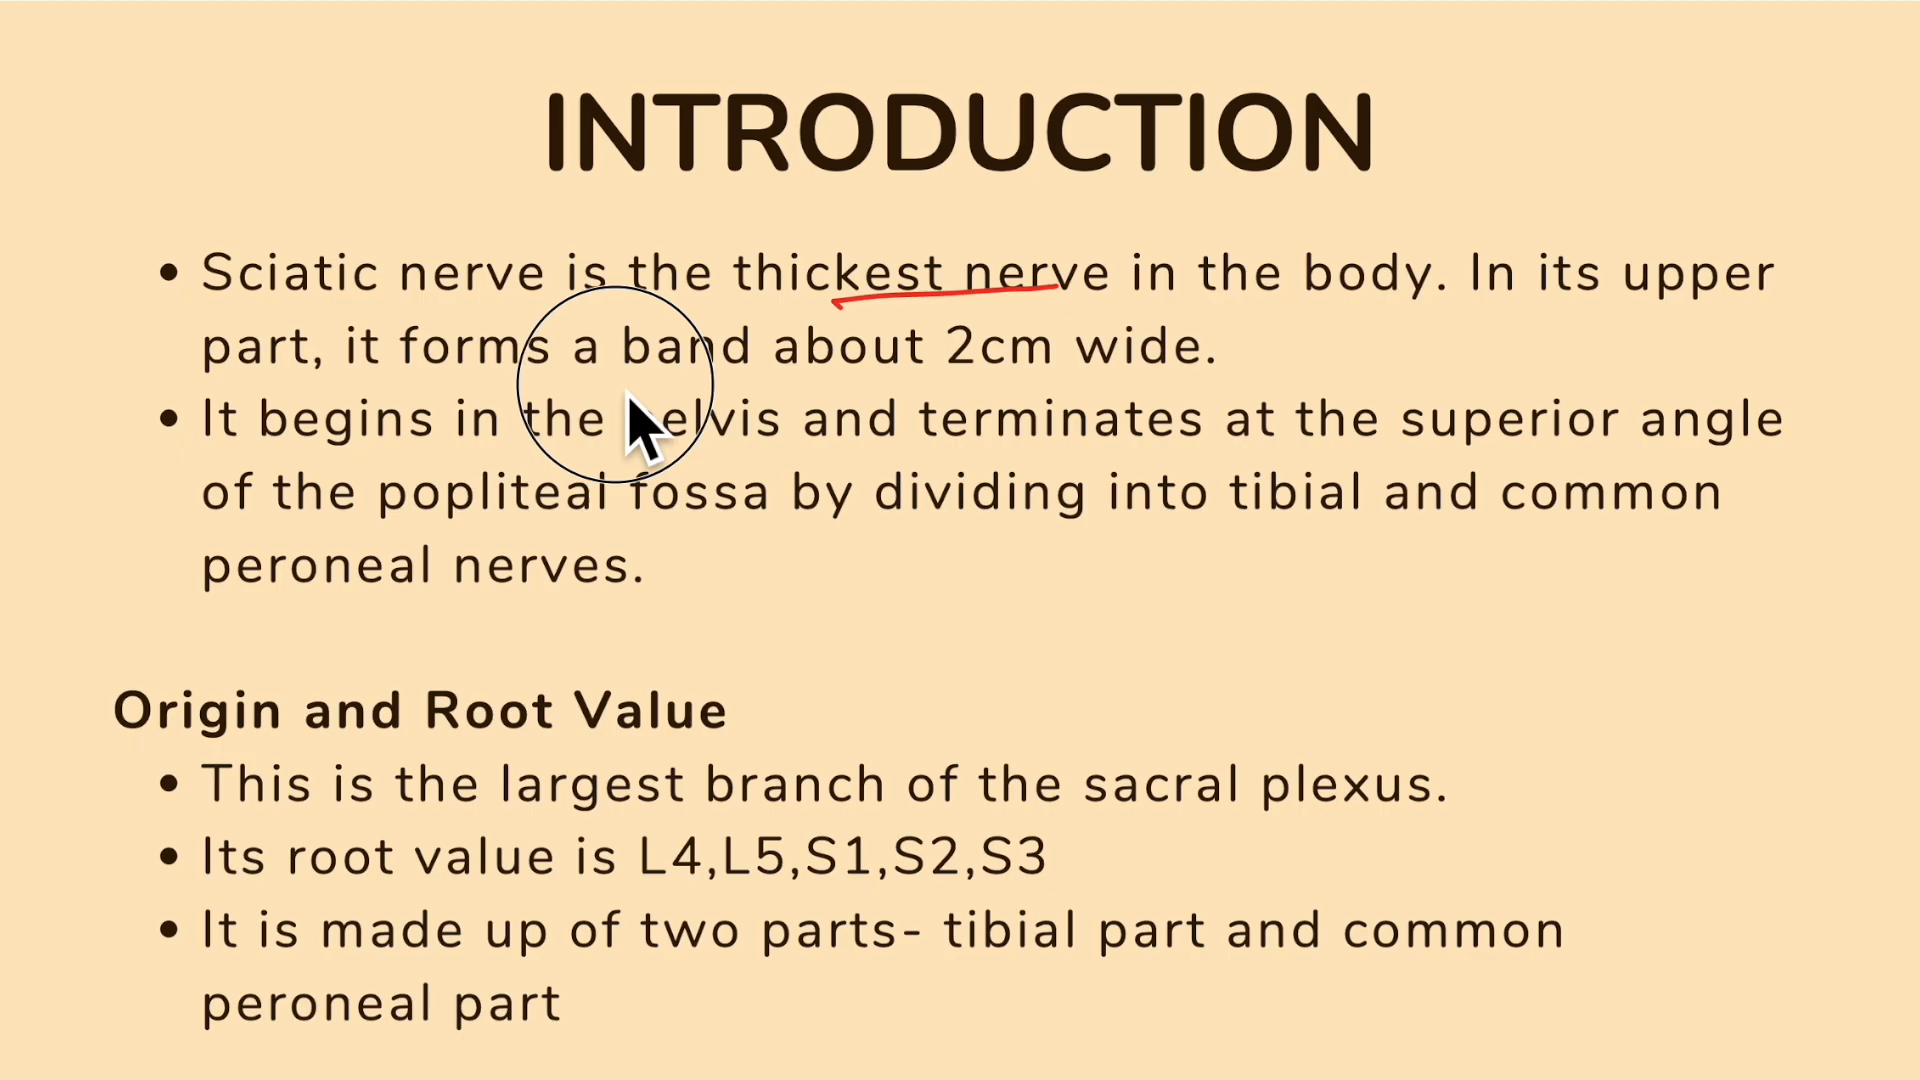 INTRODUCTION
• Sciatic nerve is the thickest nerve in the body. In its upper
part, it forms a band about 2cm wide.
• It begins in the pelvis and terminates at the superior angle
of the popliteal fossa by dividing into tibial and common
peroneal nerves.
Origin and Root Value
• This is the largest branch of the sacral plexus.
• Its root value is L4,L5,S1,S2,S3
• It is made up of two parts- tibial part and common
peroneal part